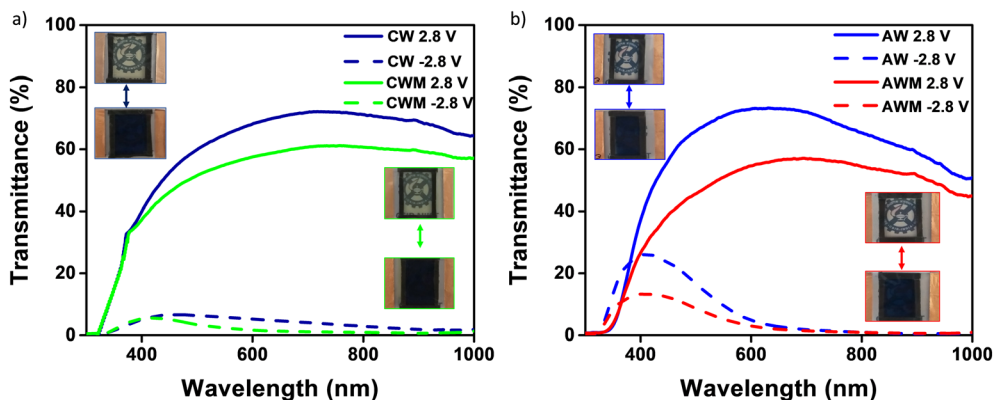 a)
100
80
60
40
20
0
Transmittance (%)
400
600
800
1000
Wavelength (nm)
CW 2.8 V
CW -2.8 V
CWM 2.8 V
CWM -2.8 V
b)
100
80
60
40
20
0
Transmittance (%)
400
600
800
1000
Wavelength (nm)
AW 2.8 V
AW -2.8 V
AWM 2.8 V
AWM -2.8 V